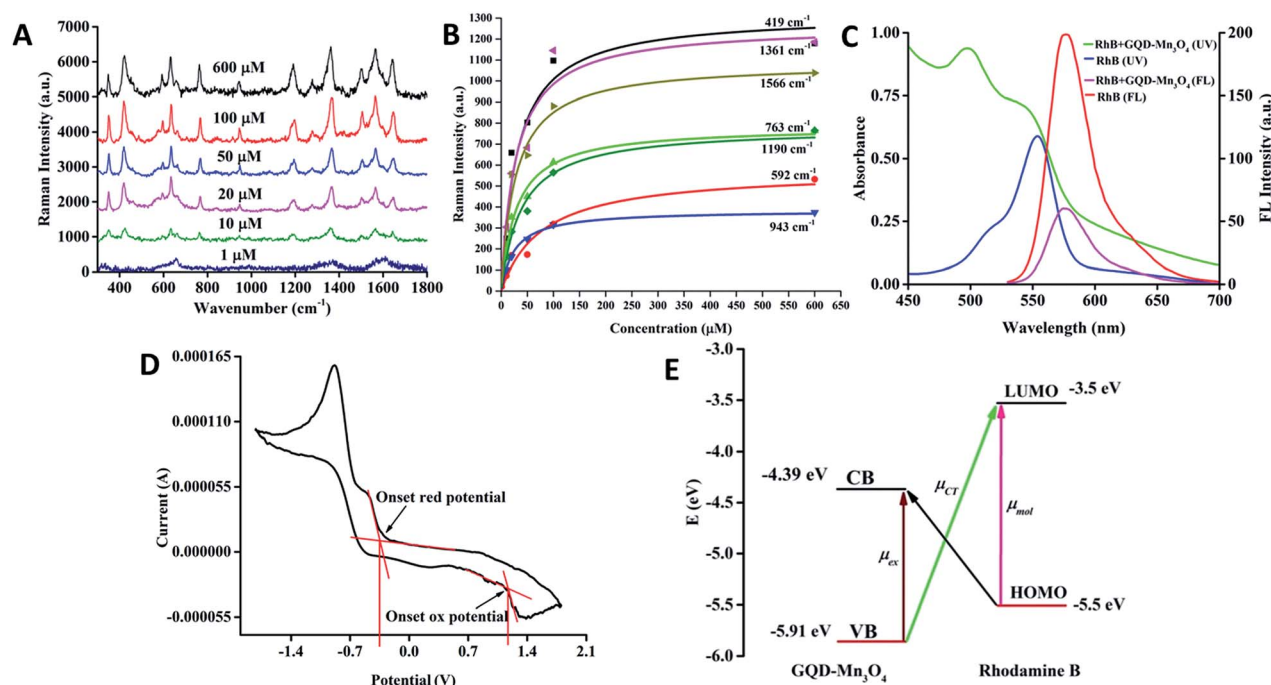 A
7000
6000
5000
4000
3000
2000
1000
0
Raman Intensity (a.u.)
600 μM
100 μM
50 μM
20 μM
10 μM
1 μM
400 600 800 1000 1200 1400 1600 1800
Wavenumber (cm⁻¹)
B
1300
1200
1100
1000
900
800
700
600
500
400
300
200
100
0
Raman Intensity (a.u.)
419 cm⁻¹
1361 cm⁻¹
1566 cm⁻¹
763 cm⁻¹
1190 cm⁻¹
592 cm⁻¹
943 cm⁻¹
0 50 100 150 200 250 300 350 400 450 500 550 600 650
Concentration (μM)
C
1.00
0.75
0.50
0.25
0.00
Absorbance
RhB+GQD-Mn₃O₄ (UV)
RhB (UV)
RhB+GQD-Mn₃O₄ (FL)
RhB (FL)
200
150
100
50
0
FL Intensity (a.u.)
450 500 550 600 650 700
Wavelength (nm)
D
0.000165
0.000110
0.000055
0.000000
-0.000055
Current (A)
Onset red potential
Onset ox potential
-1.4 -0.7 0.0 0.7 1.4 2.1
Potential (V)
E
-3.0
-3.5
-4.0
-4.5
-5.0
-5.5
-6.0
E (eV)
LUMO -3.5 eV
-4.39 eV CB
μCT
μmol
μex
HOMO -5.5 eV
-5.91 eV VB
GQD-Mn₃O₄ Rhodamine B